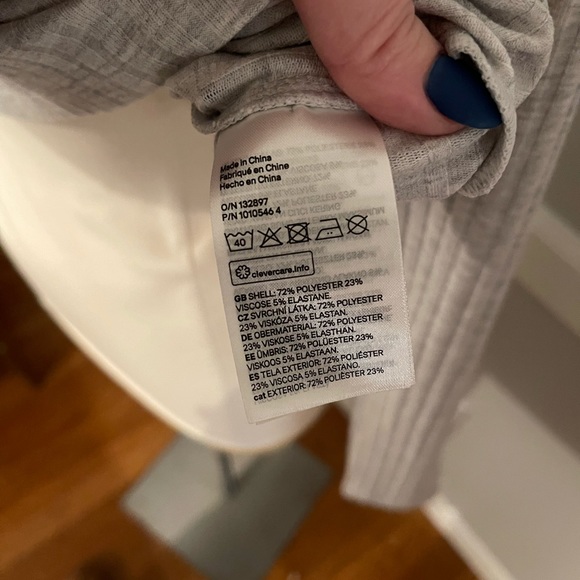 Made in China
Fabriqué en Chine
Hecho en China
O/N 132897
P/N 1010546 4
40
clevercare.info
GB SHELL: 72% POLYESTER 23%
VISCOSE 5% ELASTANE.
CZ SVRCHNÍ LÁTKA: 72% POLYESTER
23% VISKÓZA 5% ELASTAN.
DE OBERMATERIAL: 72% POLYESTER
23% VISKOSE 5% ELASTHAN.
EE ÜMBRIS: 72% POLÜESTER 23%
VISKOOS 5% ELASTAAN.
ES TELA EXTERIOR: 72% POLIÉSTER
23% VISCOSA 5% ELASTANO.
cat EXTERIOR: 72% POLIÈSTER 23%